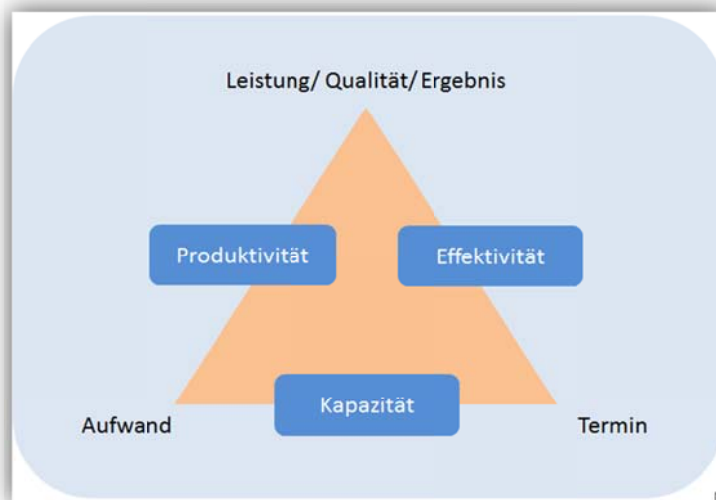 Leistung/ Qualität/ Ergebnis
Produktivität
Effektivität
Kapazität
Aufwand
Termin